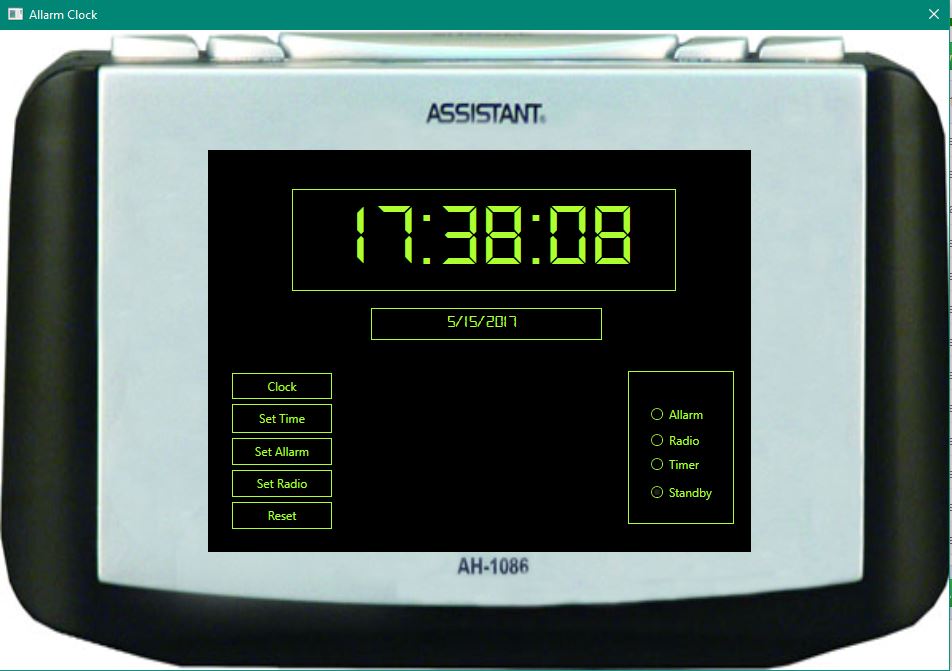 Allarm Clock
ASSISTANT®
17:38:08
5/15/2017
Clock
Set Time
Set Allarm
Set Radio
Reset
Allarm
Radio
Timer
Standby
AH-1086